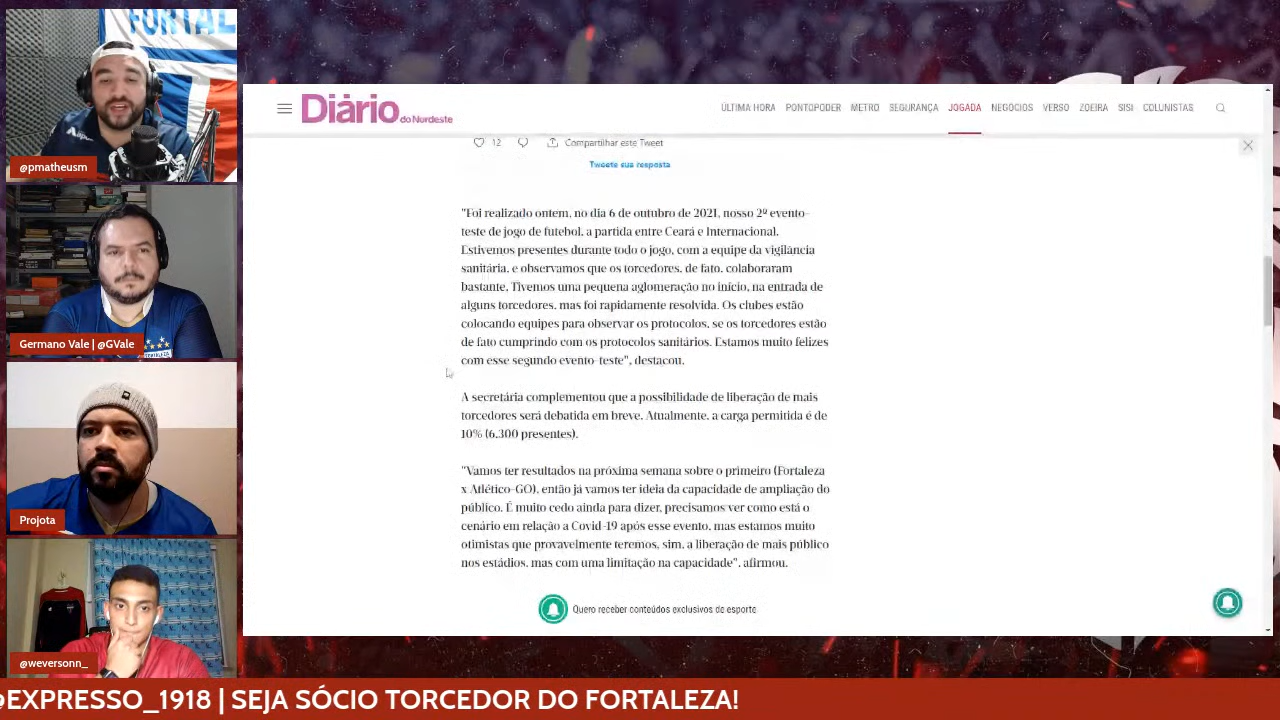 FORTAL
@pmatheusm
Germano Vale | @GVale
Projota
@weversonn_
Diário do Nordeste
ÚLTIMA HORA PONTOPODER METRO SEGURANÇA JOGADA NEGÓCIOS VERSO ZOEIRA SISI COLUNISTAS
12 Compartilhar este Tweet
Tweete sua resposta
"Foi realizado ontem, no dia 6 de outubro de 2021, nosso 2º evento-
teste de jogo de futebol, a partida entre Ceará e Internacional.
Estivemos presentes durante todo o jogo, com a equipe da vigilância
sanitária, e observamos que os torcedores, de fato, colaboraram
bastante. Tivemos uma pequena aglomeração no início, na entrada de
alguns torcedores, mas foi rapidamente resolvida. Os clubes estão
colocando equipes para observar os protocolos, se os torcedores estão
de fato cumprindo com os protocolos sanitários. Estamos muito felizes
com esse segundo evento-teste", destacou.
A secretária complementou que a possibilidade de liberação de mais
torcedores será debatida em breve. Atualmente, a carga permitida é de
10% (6.300 presentes).
"Vamos ter resultados na próxima semana sobre o primeiro (Fortaleza
x Atlético-GO), então já vamos ter ideia da capacidade de ampliação do
público. É muito cedo ainda para dizer, precisamos ver como está o
cenário em relação a Covid-19 após esse evento, mas estamos muito
otimistas que provavelmente teremos, sim, a liberação de mais público
nos estádios, mas com uma limitação na capacidade", afirmou.
Quero receber conteúdos exclusivos de esporte
@EXPRESSO_1918 | SEJA SÓCIO TORCEDOR DO FORTALEZA!